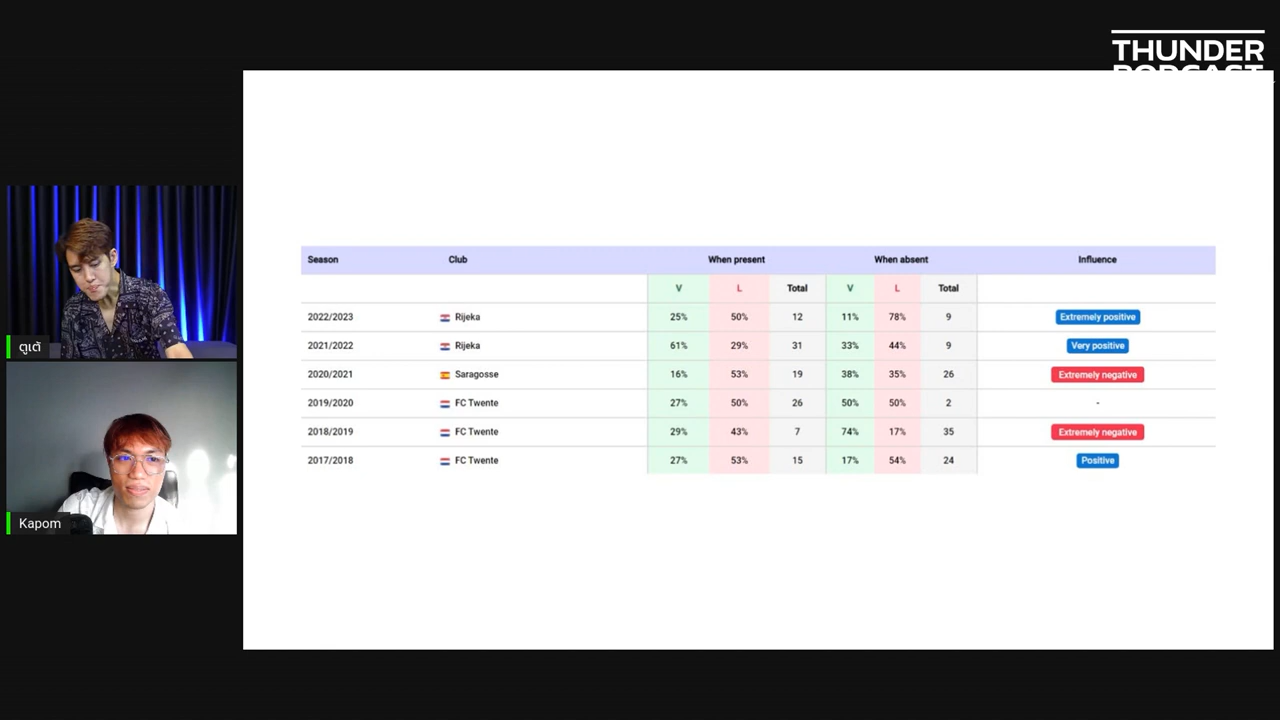 THUNDER
PODCAST
ตูเต้
Kapom
Season Club When present When absent Influence
V L Total V L Total
2022/2023 Rijeka 25% 50% 12 11% 78% 9 Extremely positive
2021/2022 Rijeka 61% 29% 31 33% 44% 9 Very positive
2020/2021 Saragosse 16% 53% 19 38% 35% 26 Extremely negative
2019/2020 FC Twente 27% 50% 26 50% 50% 2 -
2018/2019 FC Twente 29% 43% 7 74% 17% 35 Extremely negative
2017/2018 FC Twente 27% 53% 15 17% 54% 24 Positive